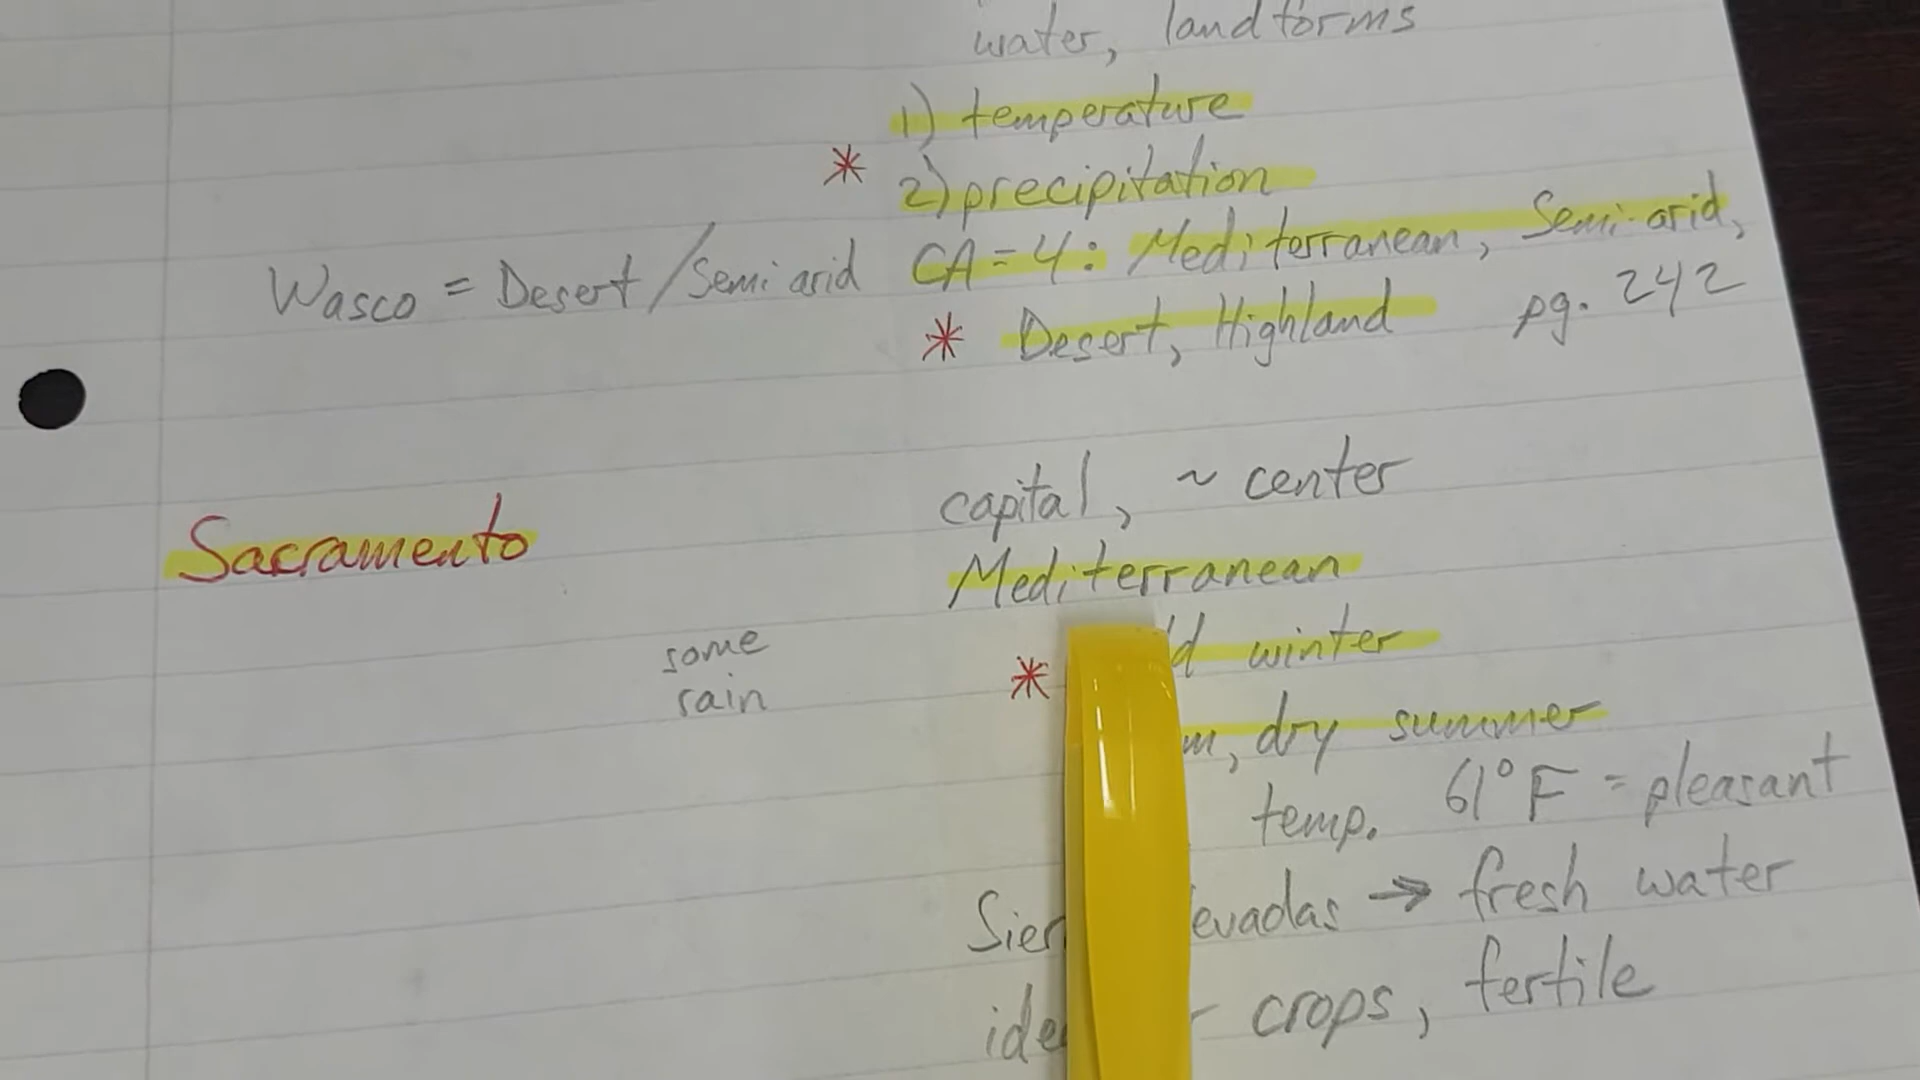 water, landforms
1) temperature
* 2) precipitation
Wasco = Desert/Semi arid CA=4: Mediterranean, Semi-arid,
* Desert, Highland pg. 242
capital, ~ center
Sacramento
Mediterranean
* winter
some
rain
dry summer
temp. 61°F = pleasant
→ fresh water
crops, fertile